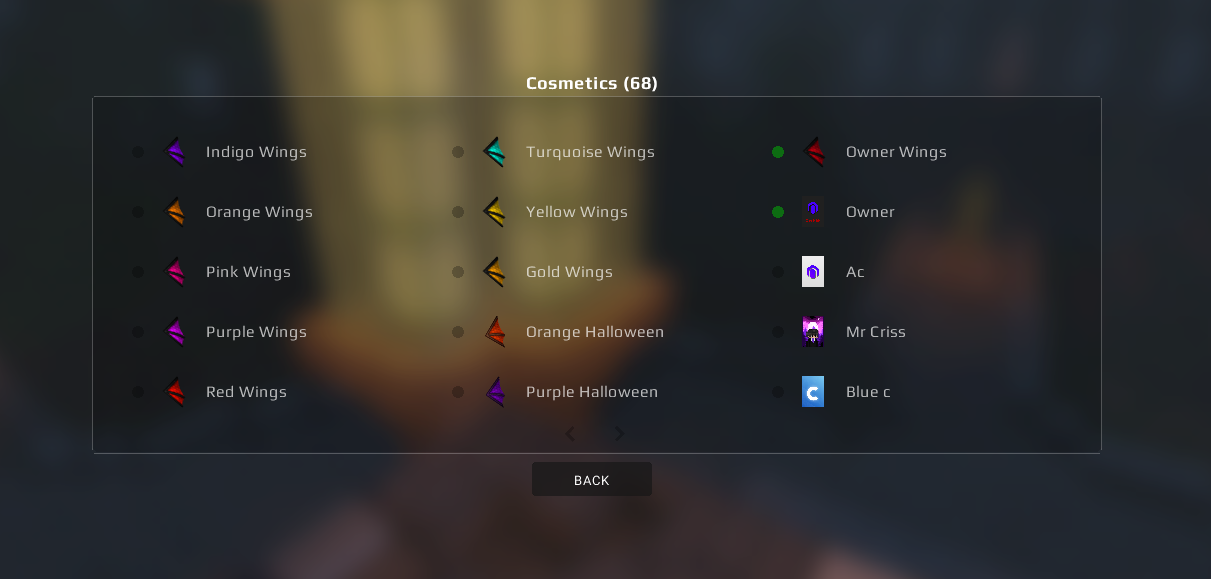 Cosmetics (68)
Indigo Wings
Turquoise Wings
Owner Wings
Orange Wings
Yellow Wings
Owner
Pink Wings
Gold Wings
Ac
Purple Wings
Orange Halloween
Mr Criss
Red Wings
Purple Halloween
Blue c
BACK